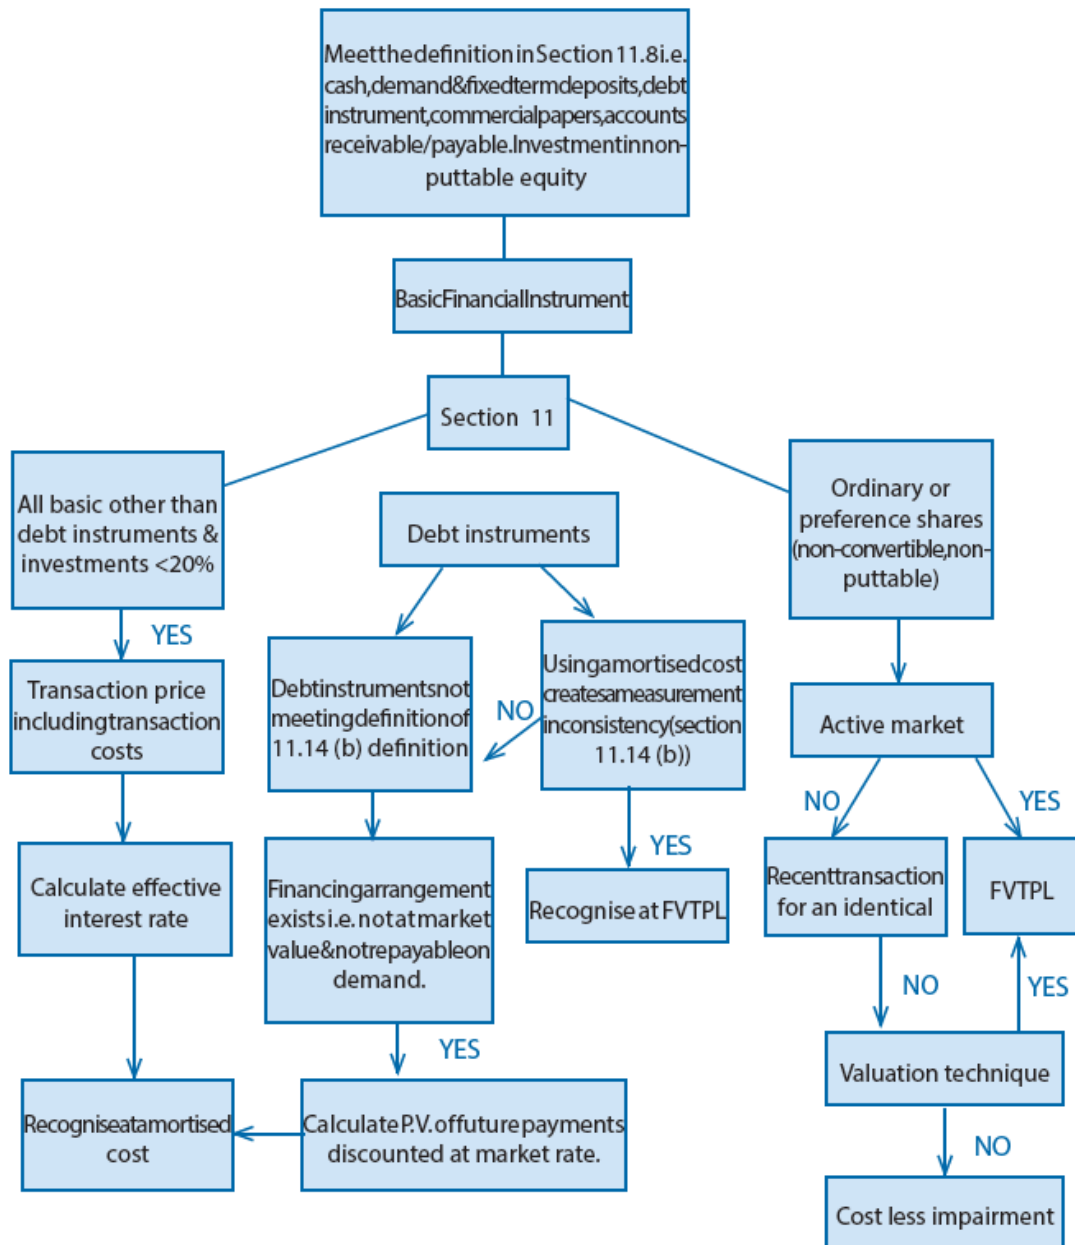 Meetthedefinition in Section 11.8i.e.
cash,demand&fixedtermdeposits,debt
instrument,commercialpapers,accounts
receivable/payable.Investmentinnon-
puttable equity
BasicFinancialInstrument
Section 11
All basic other than
debt instruments &
investments <20%
YES
Transaction price
includingtransaction
costs
Calculate effective
interest rate
Recogniseatamortised
cost
Debt instruments
Debtinstrumentsnot
meetingdefinitionof
11.14 (b) definition
NO
Usingamortisedcost
createsameasurement
inconsistency(section
11.14 (b))
YES
Recognise at FVTPL
Financingarrangement
existsi.e. notatmarket
value&notrepayableon
demand.
YES
CalculateP.V.offuturepayments
discounted at market rate.
Ordinary or
preference shares
(non-convertible,non-
puttable)
Active market
NO
YES
Recenttransaction
for an identical
FVTPL
NO
YES
Valuation technique
NO
Cost less impairment